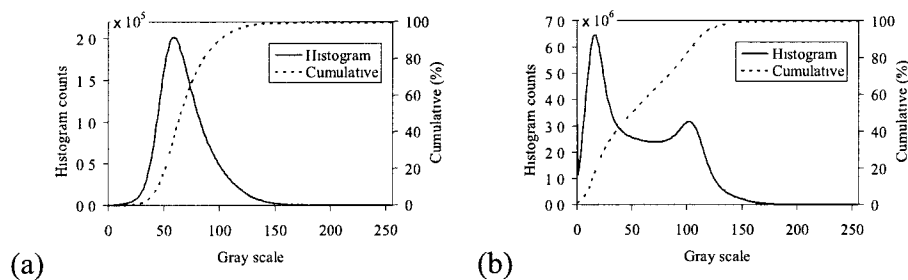 x 10^5
2 0
1 5
1 0
0 5
0 0
Histogram counts
Histogram
Cumulative
100
80
60
40
20
0
Cumulative (%)
0 50 100 150 200 250
Gray scale
(a)
x 10^6
7 0
6 0
5 0
4 0
3 0
2 0
1 0
0 0
Histogram counts
Histogram
Cumulative
100
80
60
40
20
0
Cumulative (%)
0 50 100 150 200 250
Gray scale
(b)